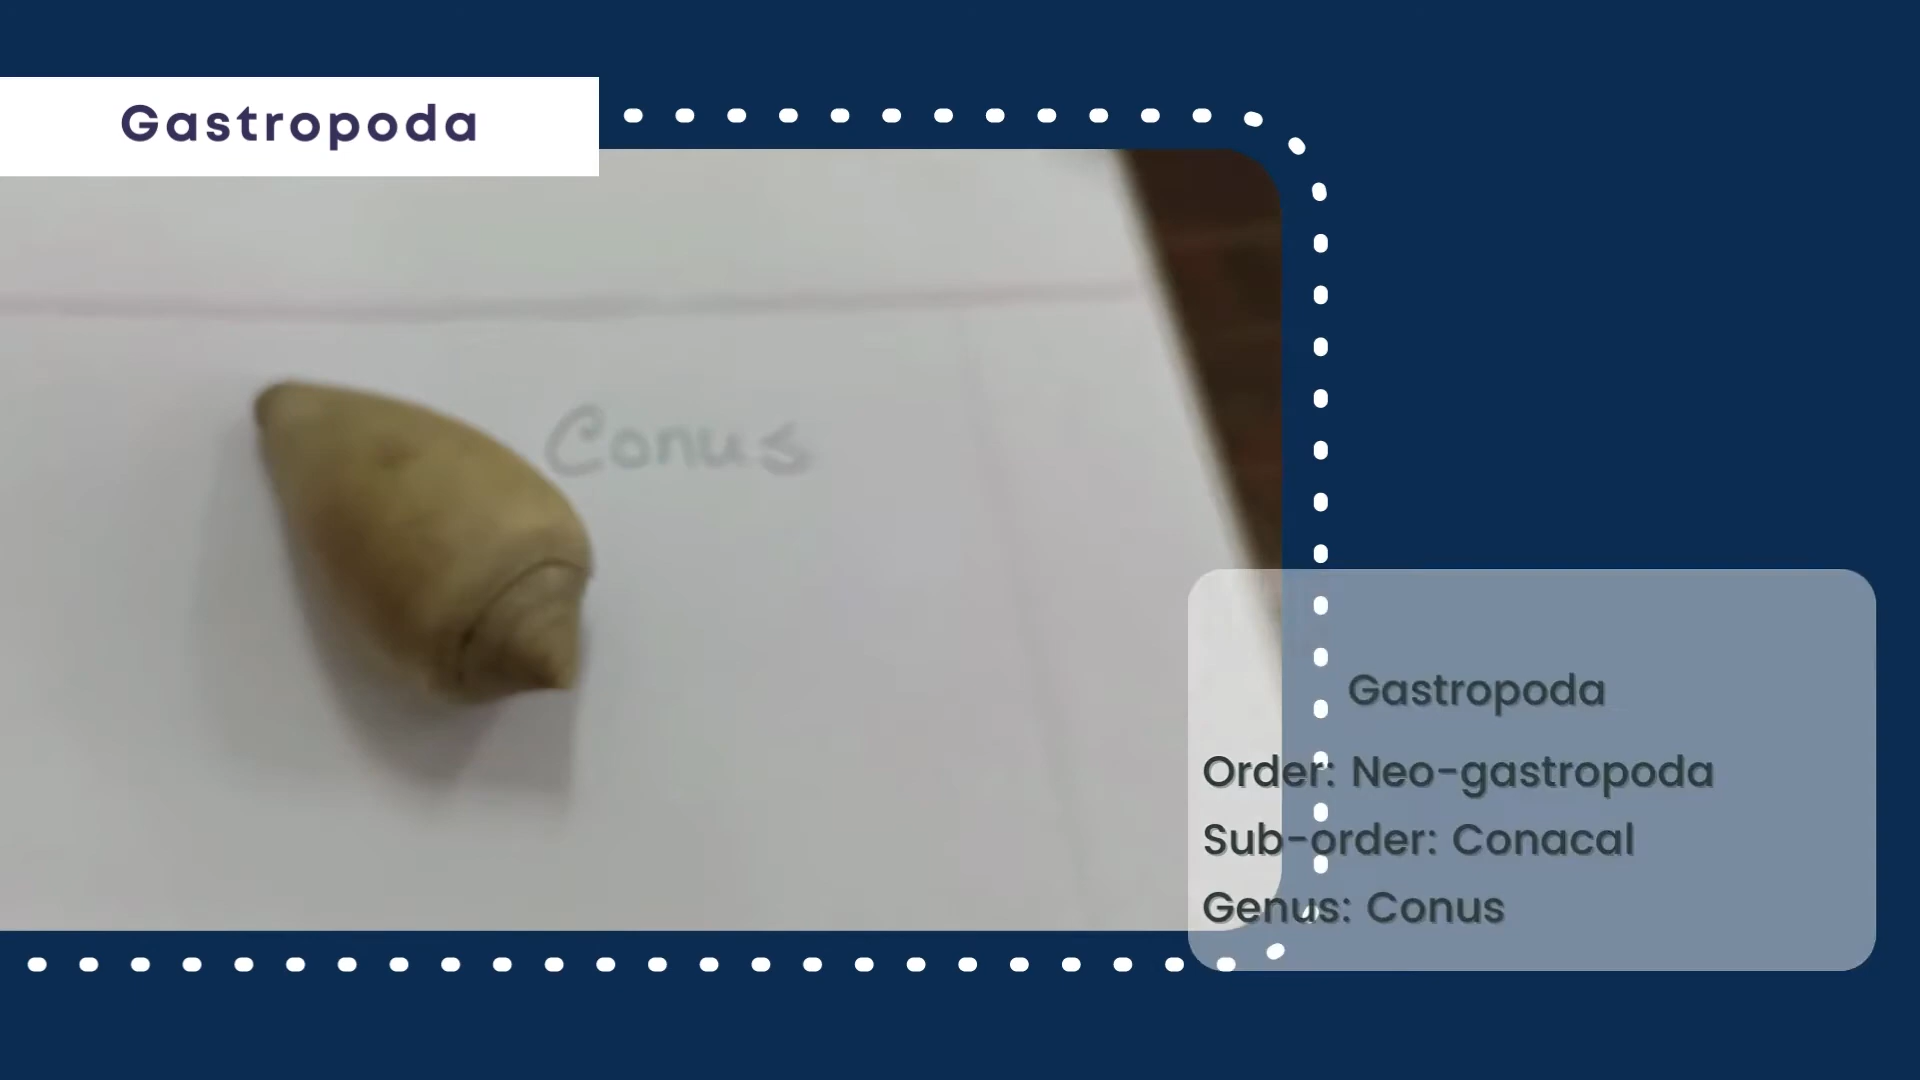 Gastropoda
Conus
Gastropoda
Order: Neo-gastropoda
Sub-order: Conacal
Genus: Conus